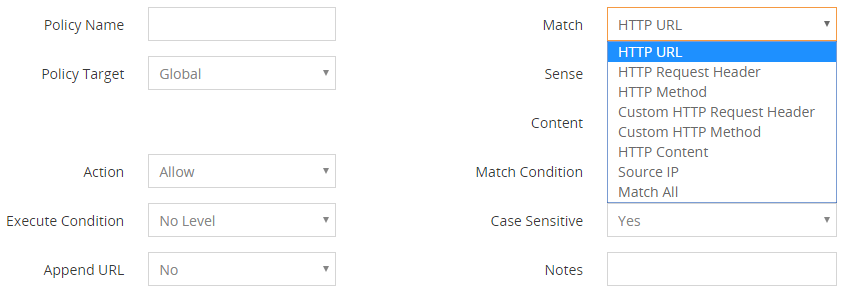 Policy Name
Match HTTP URL
HTTP URL
Policy Target Global
Sense
HTTP Request Header
HTTP Method
Custom HTTP Request Header
Content
Custom HTTP Method
HTTP Content
Action Allow
Match Condition
Source IP
Match All
Execute Condition No Level
Case Sensitive Yes
Append URL No
Notes